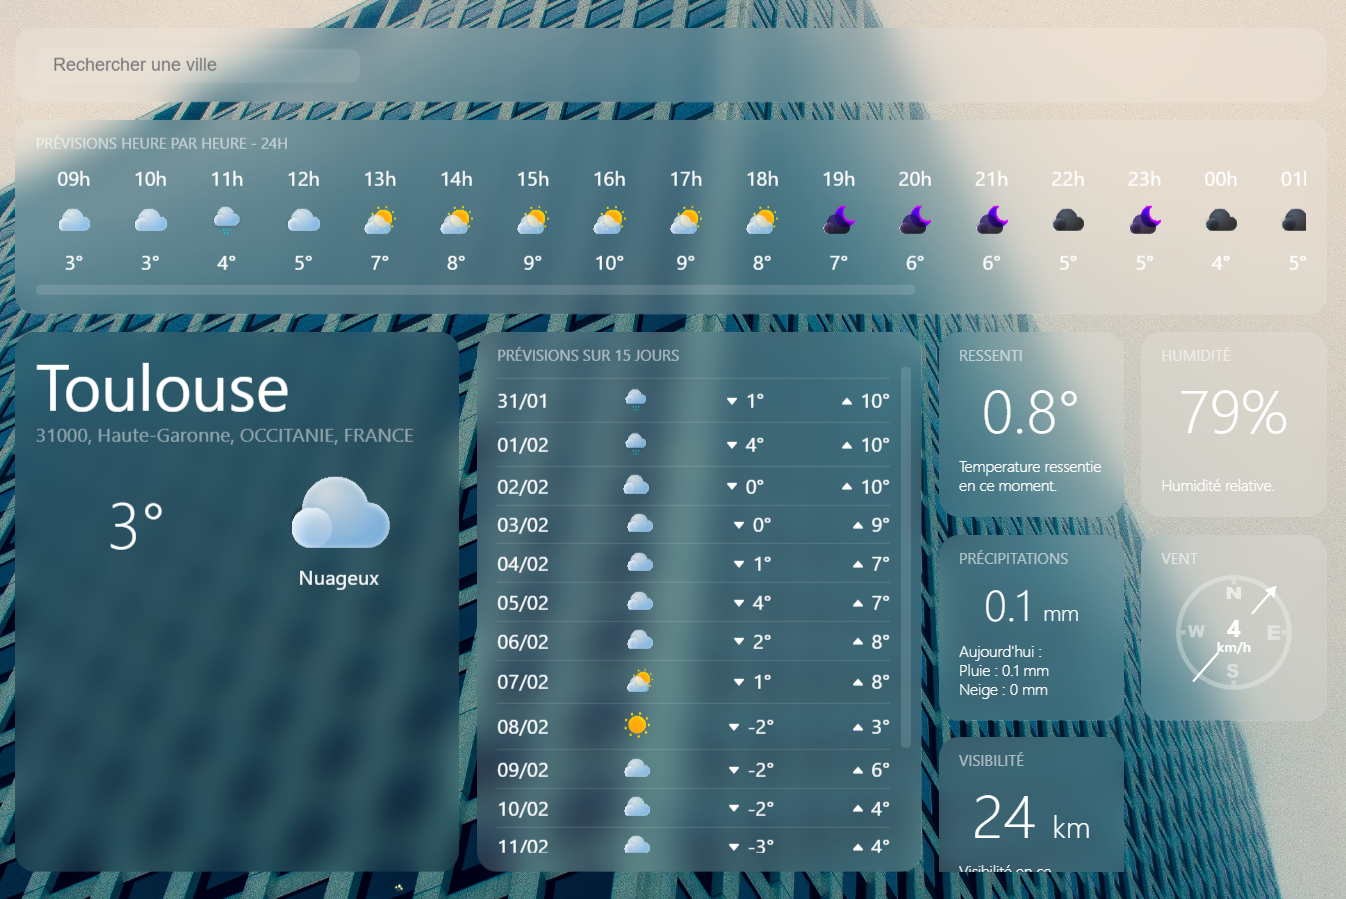 Rechercher une ville
PRÉVISIONS HEURE PAR HEURE - 24H
09h 10h 11h 12h 13h 14h 15h 16h 17h 18h 19h 20h 21h 22h 23h 00h 01
3° 3° 4° 5° 7° 8° 9° 10° 9° 8° 7° 6° 6° 5° 5° 4° 5°
Toulouse
31000, Haute-Garonne, OCCITANIE, FRANCE
3°
Nuageux
PRÉVISIONS SUR 15 JOURS
31/01 1° 10°
01/02 4° 10°
02/02 0° 10°
03/02 0° 9°
04/02 1° 7°
05/02 4° 7°
06/02 2° 8°
07/02 1° 8°
08/02 -2° 3°
09/02 -2° 6°
10/02 -2° 4°
11/02 -3° 4°
RESSENTI
0.8°
Temperature ressentie
en ce moment.
HUMIDITÉ
79%
Humidité relative.
PRÉCIPITATIONS
0.1 mm
Aujourd'hui :
Pluie : 0.1 mm
Neige : 0 mm
VENT
N
W 4 E
km/h
S
VISIBILITÉ
24 km
Visibilité en ce